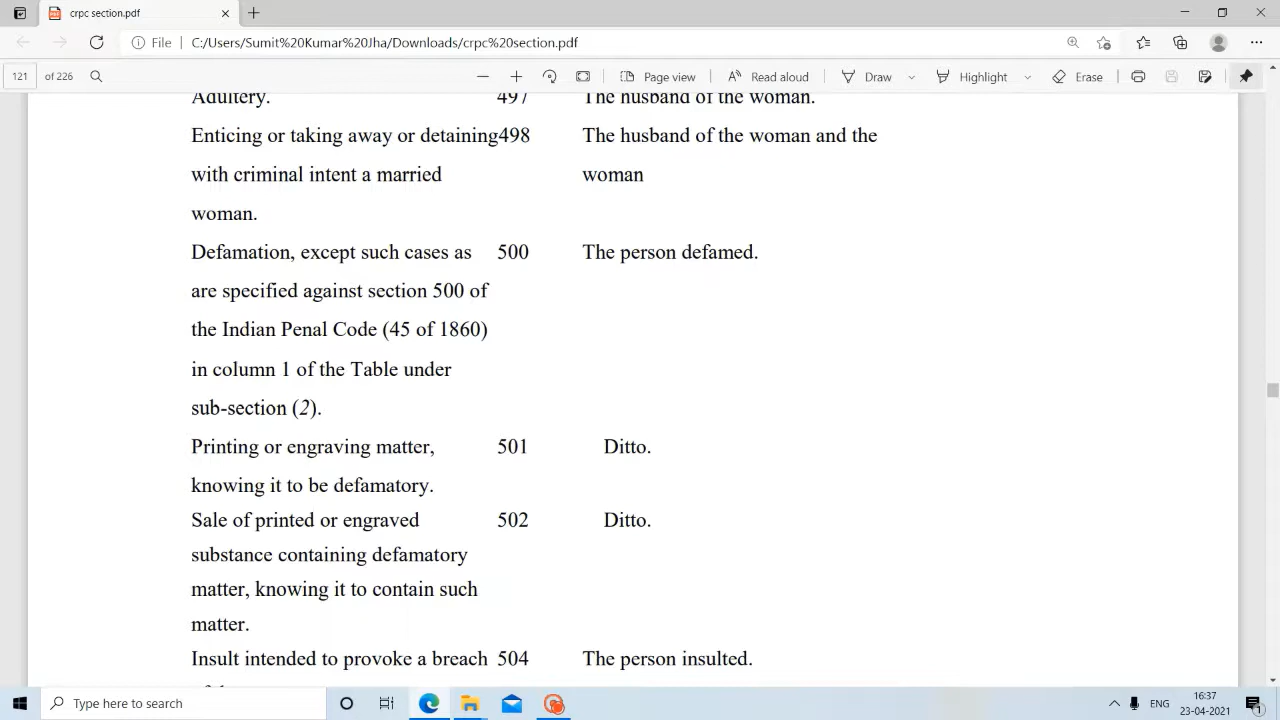 crpc section.pdf
File | C:/Users/Sumit%20Kumar%20Jha/Downloads/crpc%20section.pdf
121 of 226 Page view Read aloud Draw Highlight Erase
Adultery. 497 The husband of the woman.
Enticing or taking away or detaining498 The husband of the woman and the
with criminal intent a married woman
woman.
Defamation, except such cases as 500 The person defamed.
are specified against section 500 of
the Indian Penal Code (45 of 1860)
in column 1 of the Table under
sub-section (2).
Printing or engraving matter, 501 Ditto.
knowing it to be defamatory.
Sale of printed or engraved 502 Ditto.
substance containing defamatory
matter, knowing it to contain such
matter.
Insult intended to provoke a breach 504 The person insulted.
Type here to search ENG 16:37
23-04-2021
1